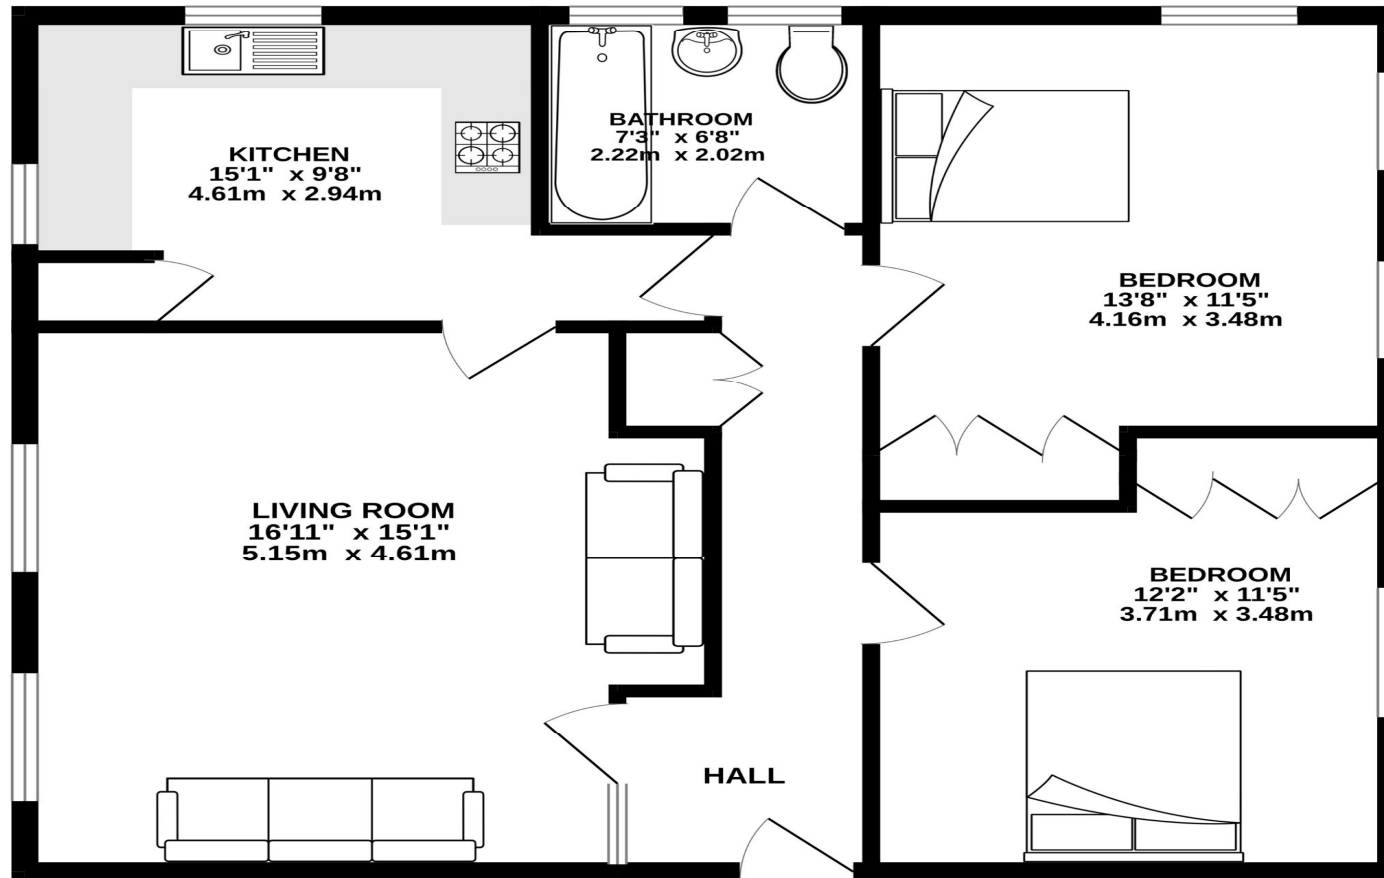 KITCHEN
15'1" x 9'8"
4.61m x 2.94m
BATHROOM
7'3" x 6'8"
2.22m x 2.02m
BEDROOM
13'8" x 11'5"
4.16m x 3.48m
LIVING ROOM
16'11" x 15'1"
5.15m x 4.61m
BEDROOM
12'2" x 11'5"
3.71m x 3.48m
HALL